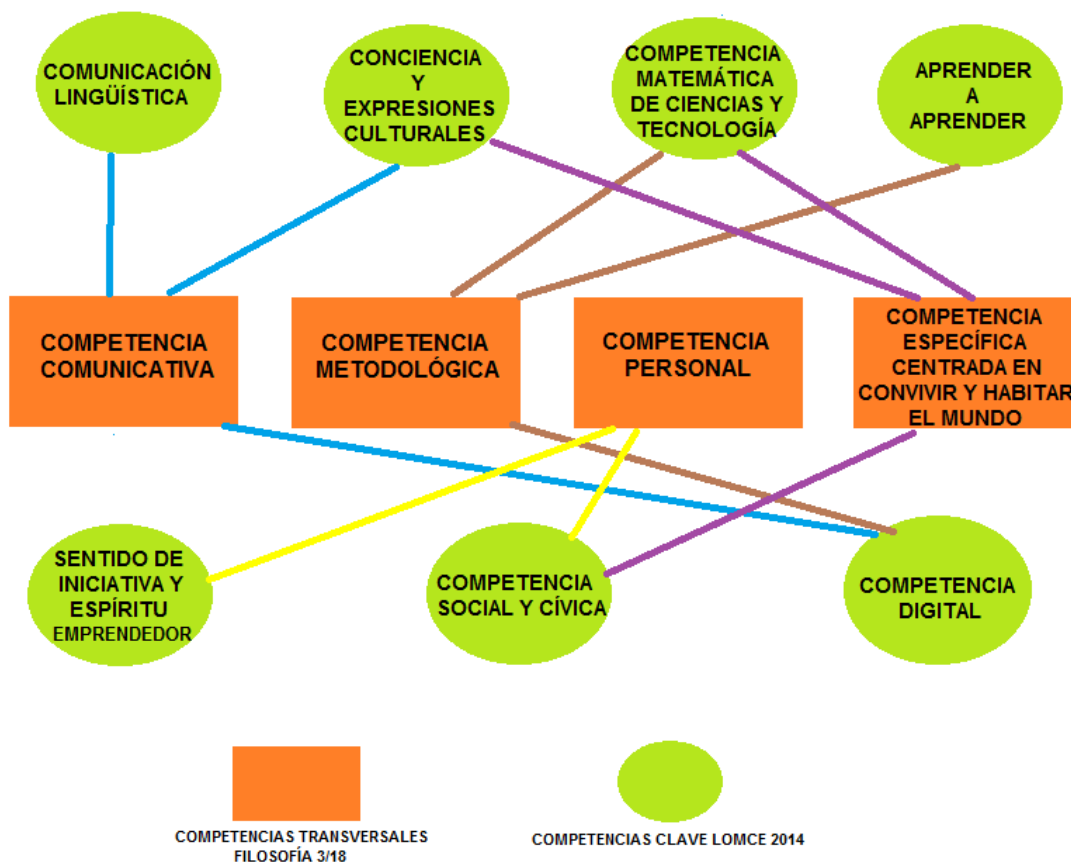 COMUNICACIÓN
LINGÜÍSTICA
CONCIENCIA
Y
EXPRESIONES
CULTURALES
COMPETENCIA
MATEMÁTICA
DE CIENCIAS Y
TECNOLOGÍA
APRENDER
A
APRENDER
COMPETENCIA
COMUNICATIVA
COMPETENCIA
METODOLÓGICA
COMPETENCIA
PERSONAL
COMPETENCIA
ESPECÍFICA
CENTRADA EN
CONVIVIR Y HABITAR
EL MUNDO
SENTIDO DE
INICIATIVA Y
ESPÍRITU
EMPRENDEDOR
COMPETENCIA
SOCIAL Y CÍVICA
COMPETENCIA
DIGITAL
COMPETENCIAS TRANSVERSALES
FILOSOFÍA 3/18
COMPETENCIAS CLAVE LOMCE 2014